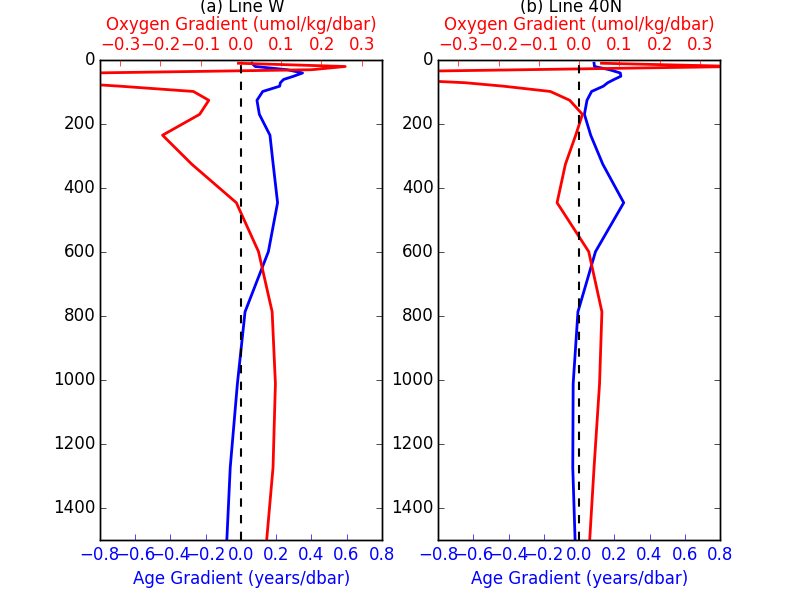 (a) Line W
(b) Line 40N
Oxygen Gradient (umol/kg/dbar)
Oxygen Gradient (umol/kg/dbar)
−0.3 −0.2 −0.1 0.0 0.1 0.2 0.3
−0.3 −0.2 −0.1 0.0 0.1 0.2 0.3
0
200
400
600
800
1000
1200
1400
0
200
400
600
800
1000
1200
1400
−0.8 −0.6 −0.4 −0.2 0.0 0.2 0.4 0.6 0.8
−0.8 −0.6 −0.4 −0.2 0.0 0.2 0.4 0.6 0.8
Age Gradient (years/dbar)
Age Gradient (years/dbar)